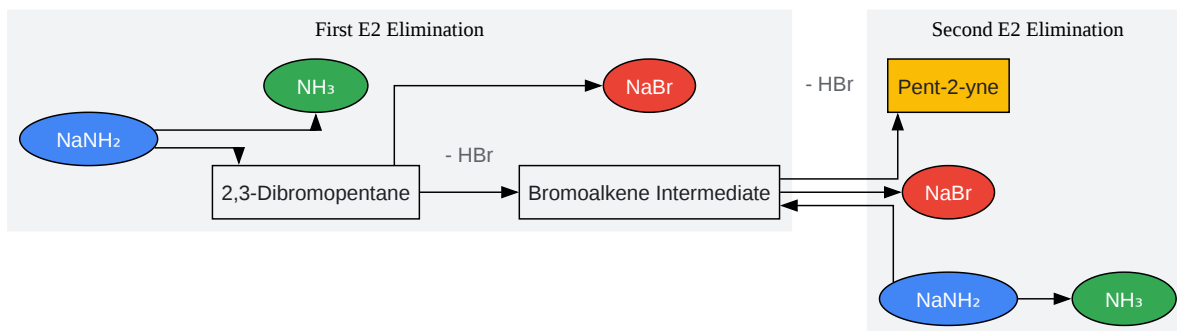 First E2 Elimination
Second E2 Elimination
NH₃
NaBr
- HBr
Pent-2-yne
NaNH₂
- HBr
2,3-Dibromopentane
Bromoalkene Intermediate
NaBr
NaNH₂
NH₃